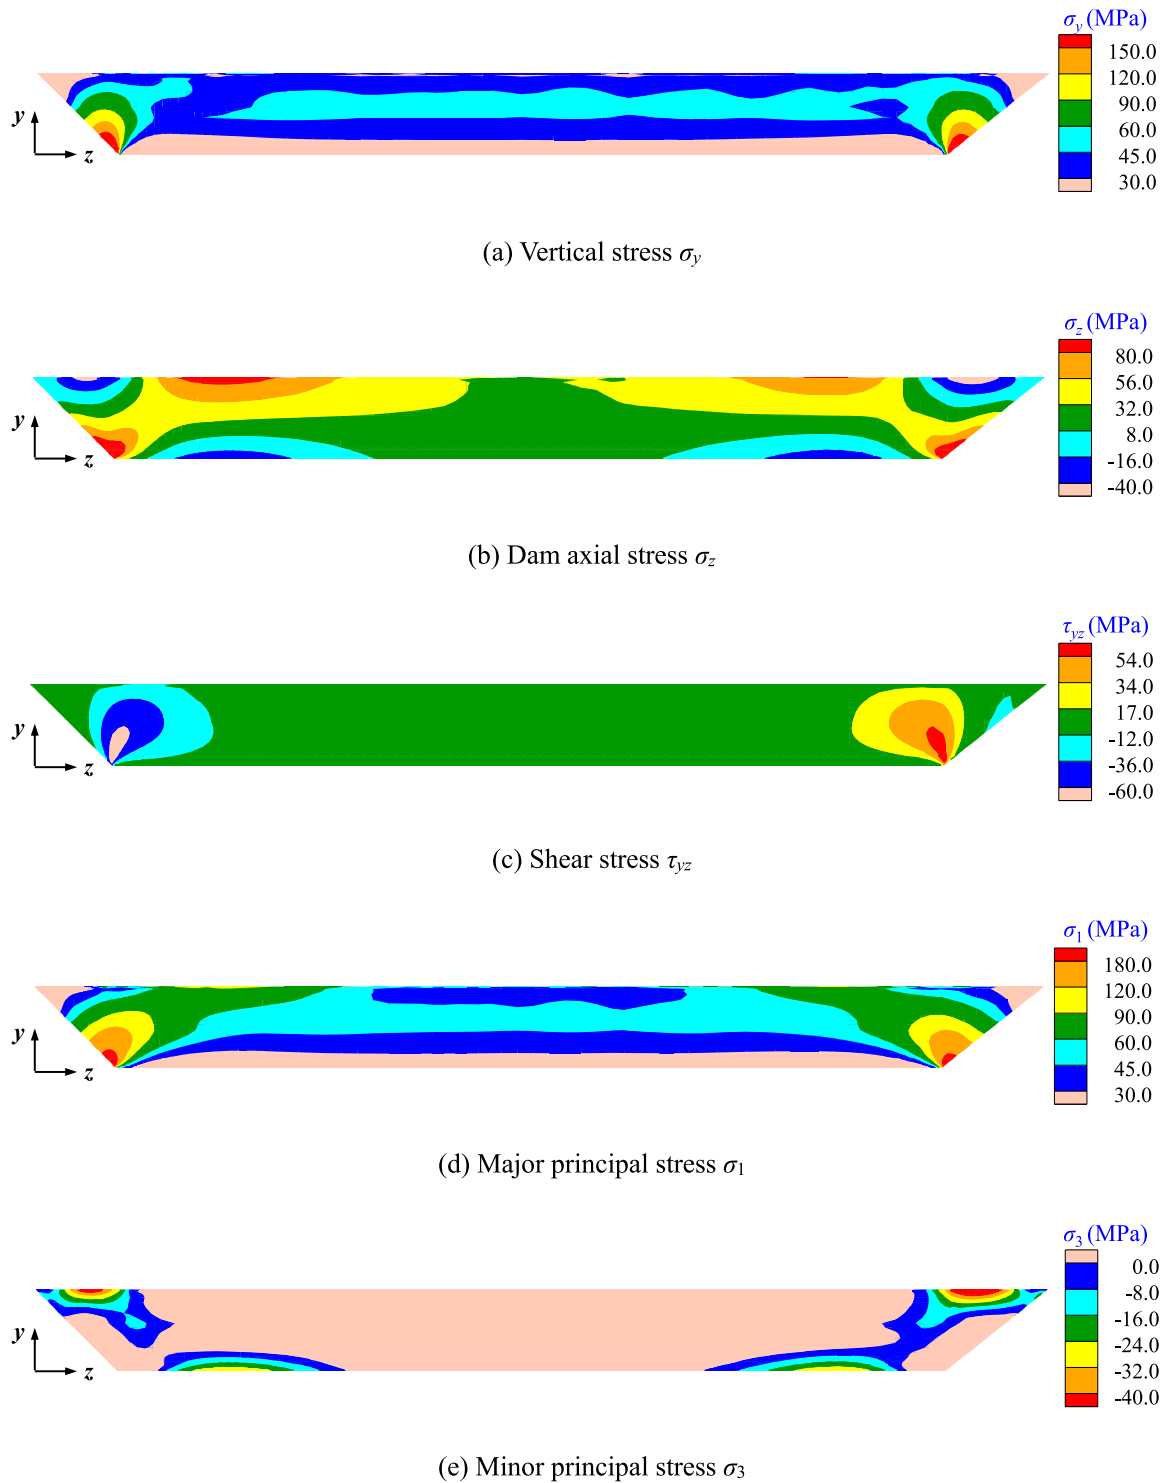 σy (MPa)
150.0
120.0
90.0
60.0
45.0
30.0
y
z
(a) Vertical stress σy
σz (MPa)
80.0
56.0
32.0
8.0
-16.0
-40.0
y
z
(b) Dam axial stress σz
τyz (MPa)
54.0
34.0
17.0
-12.0
-36.0
-60.0
y
z
(c) Shear stress τyz
σ1 (MPa)
180.0
120.0
90.0
60.0
45.0
30.0
y
z
(d) Major principal stress σ1
σ3 (MPa)
0.0
-8.0
-16.0
-24.0
-32.0
-40.0
y
z
(e) Minor principal stress σ3